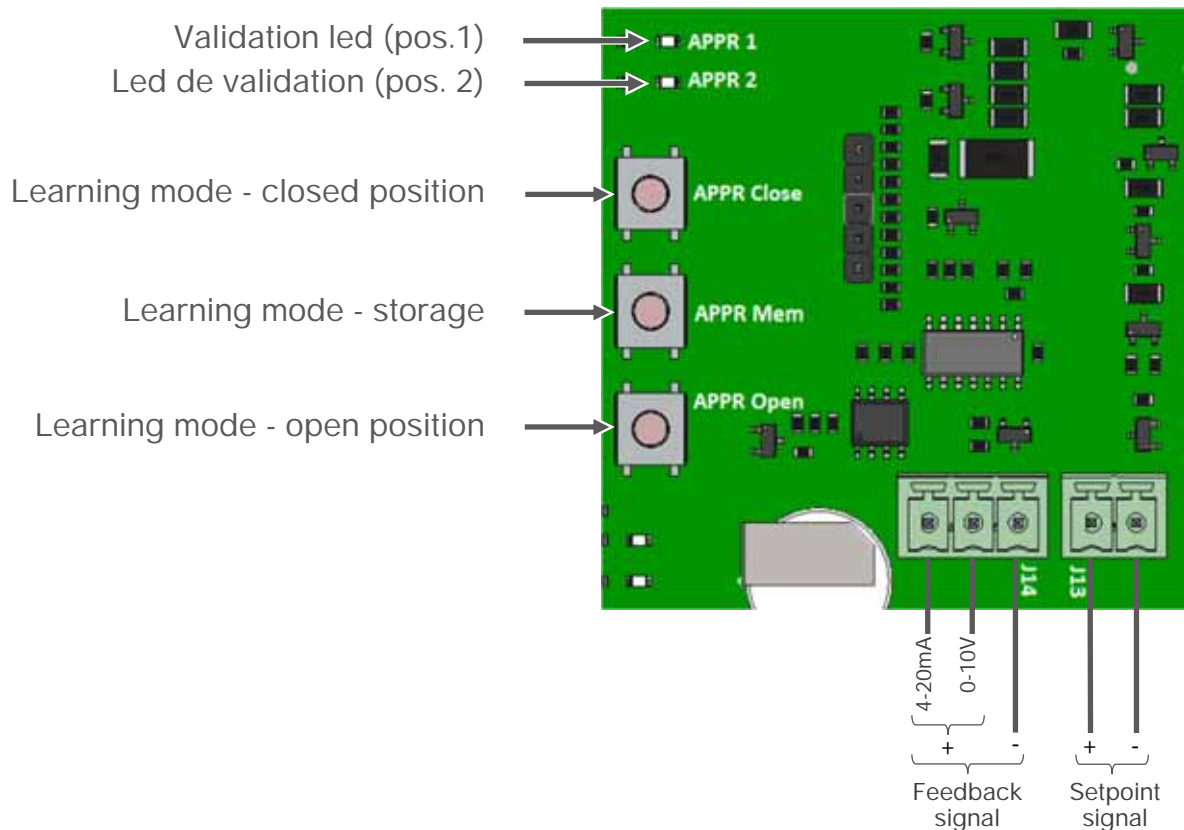 Validation led (pos.1)
APPR 1
Led de validation (pos. 2)
APPR 2
Learning mode - closed position
APPR Close
Learning mode - storage
APPR Mem
Learning mode - open position
APPR Open
J14
J13
4-20mA
0-10V
+
-
+
-
Feedback
signal
Setpoint
signal